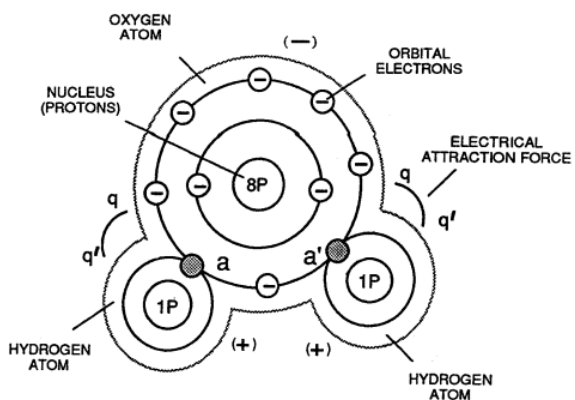 OXYGEN
ATOM
(−)
ORBITAL
ELECTRONS
NUCLEUS
(PROTONS)
ELECTRICAL
ATTRACTION FORCE
−
−
−
−
−
−
−
8P
q
q'
q
q'
a
a'
−
1P
1P
HYDROGEN
ATOM
(+)
(+)
HYDROGEN
ATOM